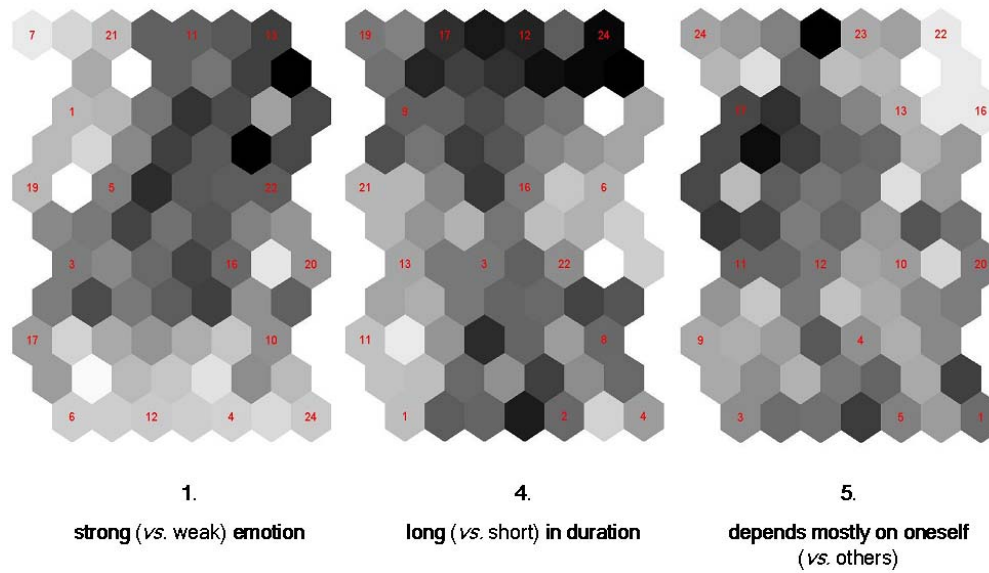 7 21 11
1
19 5 22
3 16 20
17 10
6 12 4 24
1.
strong (vs. weak) emotion
19 17 12 24
9
21 16 6
13 3 22
11 8
1 2 4
4.
long (vs. short) in duration
24 23 22
13 16
11 12 10 20
9 4
3 5 1
5.
depends mostly on oneself
(vs. others)